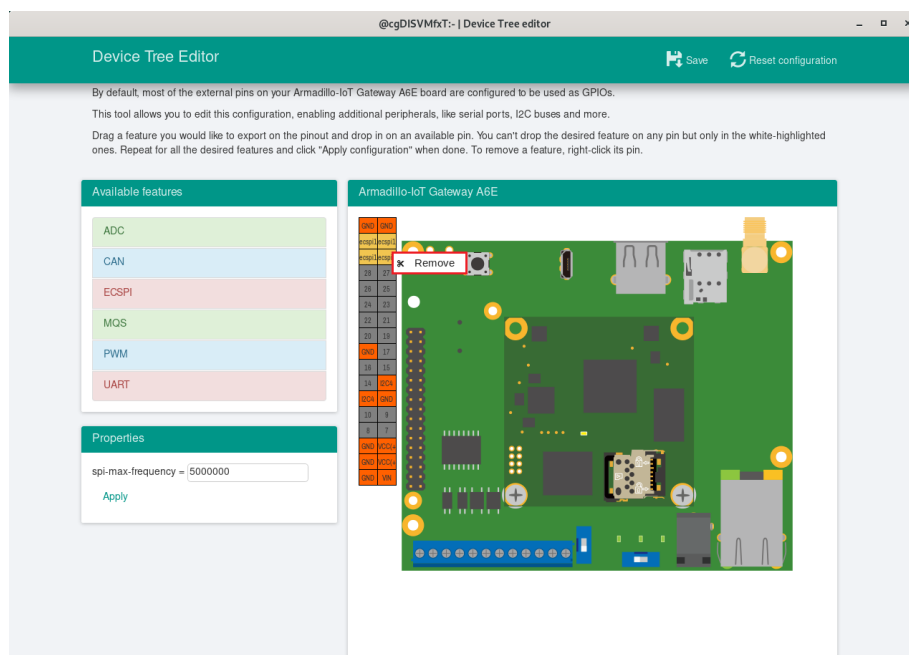 @cgDISVMfxT:~ | Device Tree editor
Device Tree Editor
Save
Reset configuration
By default, most of the external pins on your Armadillo-IoT Gateway A6E board are configured to be used as GPIOs.
This tool allows you to edit this configuration, enabling additional peripherals, like serial ports, I2C buses and more.
Drag a feature you would like to export on the pinout and drop in on an available pin. You can't drop the desired feature on any pin but only in the white-highlighted
ones. Repeat for all the desired features and click "Apply configuration" when done. To remove a feature, right-click its pin.
Available features
Armadillo-IoT Gateway A6E
ADC
CAN
ECSPI
MQS
PWM
UART
Properties
spi-max-frequency = 5000000
Apply
GND GND
ecspi1 ecspi1
ecspi1 ecspi
Remove
28 27
26 25
24 23
22 21
20 19
GND 17
16 15
14 I2C4
I2C4 GND
10 9
8 7
GND VCC(+
GND VCC(+
GND VIN